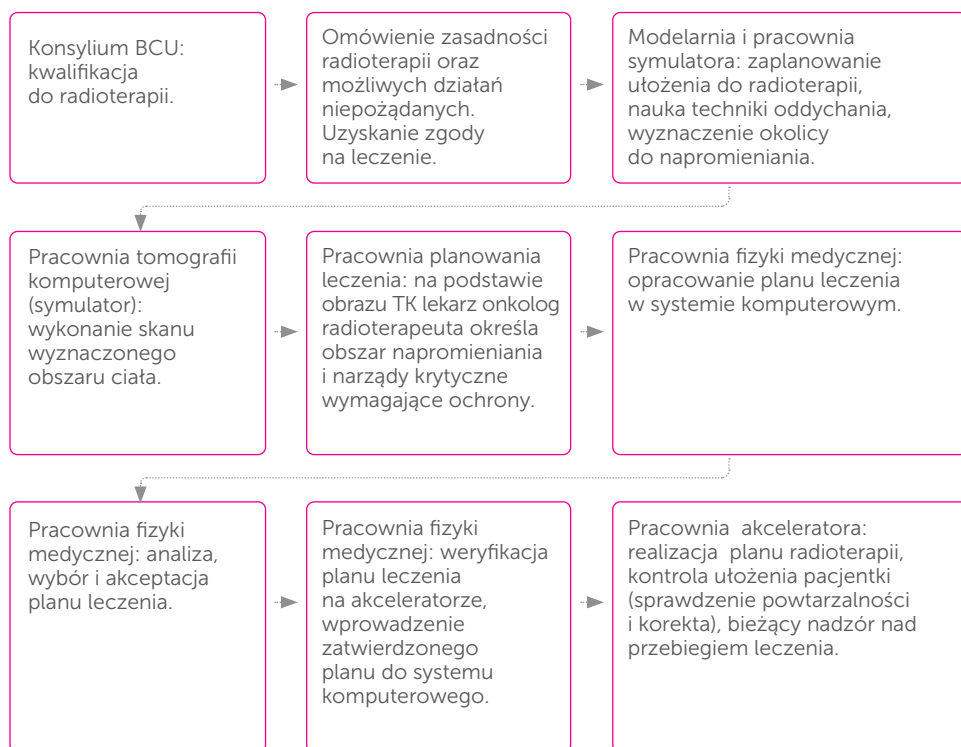 Konsylium BCU:
kwalifikacja
do radioterapii.
Omówienie zasadności
radioterapii oraz
możliwych działań
niepożądanych.
Uzyskanie zgody
na leczenie.
Modelarnia i pracownia
symulatora: zaplanowanie
ułożenia do radioterapii,
nauka techniki oddychania,
wyznaczenie okolicy
do napromieniania.
Pracownia tomografii
komputerowej
(symulator):
wykonanie skanu
wyznaczonego
obszaru ciała.
Pracownia planowania
leczenia: na podstawie
obrazu TK lekarz onkolog
radioterapeuta określa
obszar napromieniania
i narządy krytyczne
wymagające ochrony.
Pracownia fizyki medycznej:
opracowanie planu leczenia
w systemie komputerowym.
Pracownia fizyki
medycznej: analiza,
wybór i akceptacja
planu leczenia.
Pracownia fizyki
medycznej: weryfikacja
planu leczenia
na akceleratorze,
wprowadzenie
zatwierdzonego
planu do systemu
komputerowego.
Pracownia akceleratora:
realizacja planu radioterapii,
kontrola ułożenia pacjentki
(sprawdzenie powtarzalności
i korekta), bieżący nadzór nad
przebiegiem leczenia.